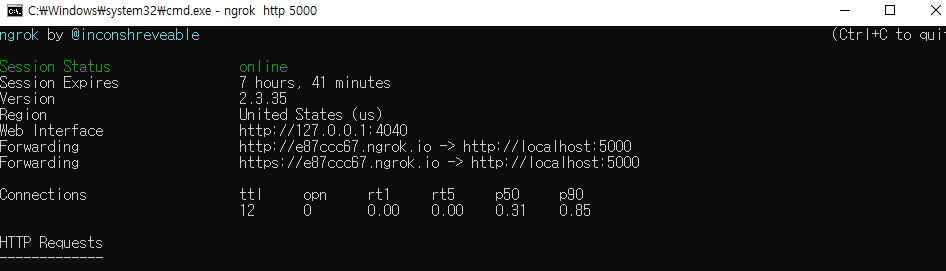 C:₩Windows₩system32₩cmd.exe - ngrok  http 5000
ngrok by @inconshreveable (Ctrl+C to quit
Session Status online
Session Expires 7 hours, 41 minutes
Version 2.3.35
Region United States (us)
Web Interface http://127.0.0.1:4040
Forwarding http://e87ccc67.ngrok.io -> http://localhost:5000
Forwarding https://e87ccc67.ngrok.io -> http://localhost:5000
Connections ttl opn rt1 rt5 p50 p90
12 0 0.00 0.00 0.31 0.85
HTTP Requests
-------------